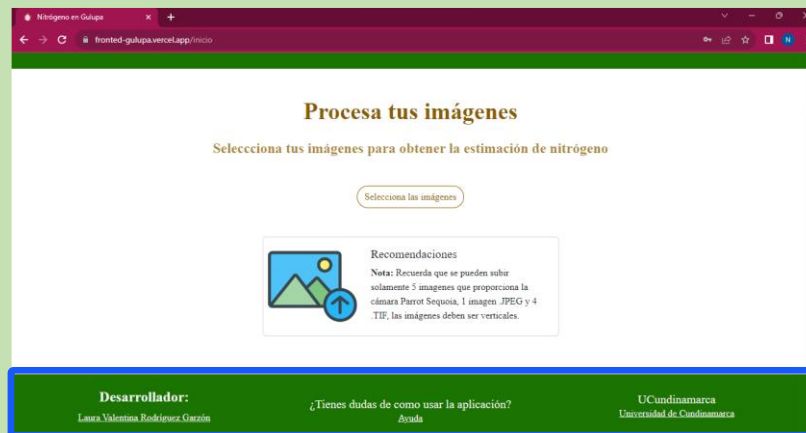 Nitrógeno en Gulupa
fronted-gulupa.vercel.app/inicio
N
Procesa tus imágenes
Seleccciona tus imágenes para obtener la estimación de nitrógeno
Selecciona las imágenes
Recomendaciones
Nota: Recuerda que se pueden subir
solamente 5 imagenes que proporciona la
cámara Parrot Sequoia, 1 imagen .JPEG y 4
.TIF, las imágenes deben ser verticales.
Desarrollador:
Laura Valentina Rodríguez Garzón
¿Tienes dudas de como usar la aplicación?
Ayuda
UCundinamarca
Universidad de Cundinamarca